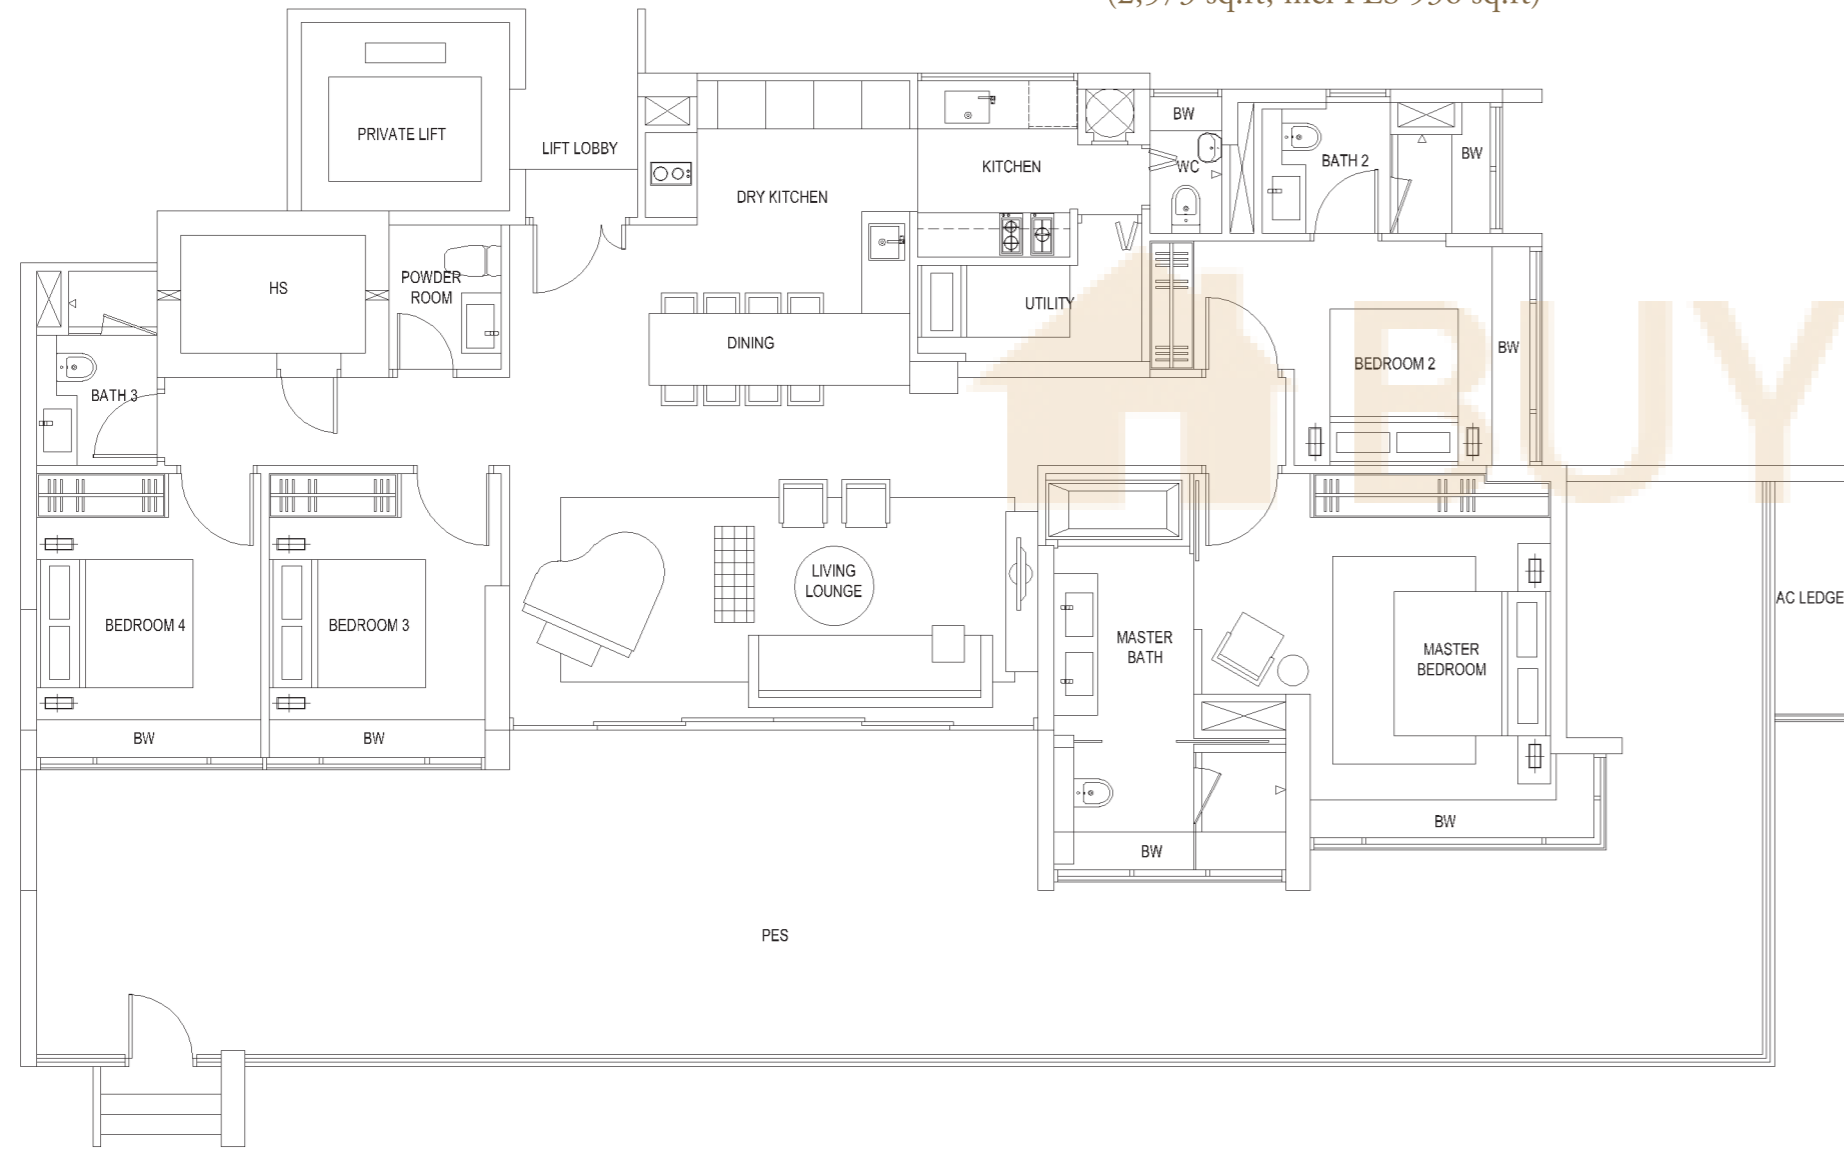 PRIVATE LIFT
LIFT LOBBY
DRY KITCHEN
KITCHEN
BW
WC
BATH 2
BW
HS
POWDER
ROOM
UTILITY
DINING
BEDROOM 2
BW
BATH 3
BUY
LIVING
LOUNGE
AC LEDGE
BEDROOM 4
BEDROOM 3
MASTER
BATH
MASTER
BEDROOM
BW
BW
BW
BW
PES